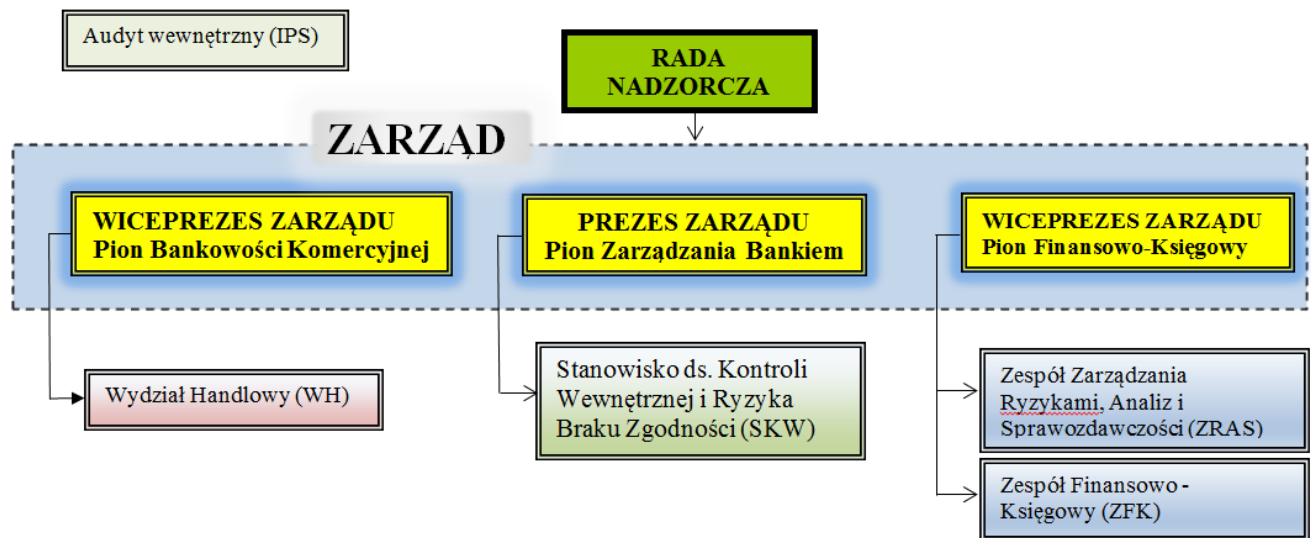 Audyt wewnętrzny (IPS)
RADA
NADZORCZA
ZARZĄD
WICEPREZES ZARZĄDU
Pion Bankowości Komercyjnej
PREZES ZARZĄDU
Pion Zarządzania Bankiem
WICEPREZES ZARZĄDU
Pion Finansowo-Księgowy
Wydział Handlowy (WH)
Stanowisko ds. Kontroli
Wewnętrznej i Ryzyka
Braku Zgodności (SKW)
Zespół Zarządzania
Ryzykami, Analiz i
Sprawozdawczości (ZRAS)
Zespół Finansowo -
Księgowy (ZFK)